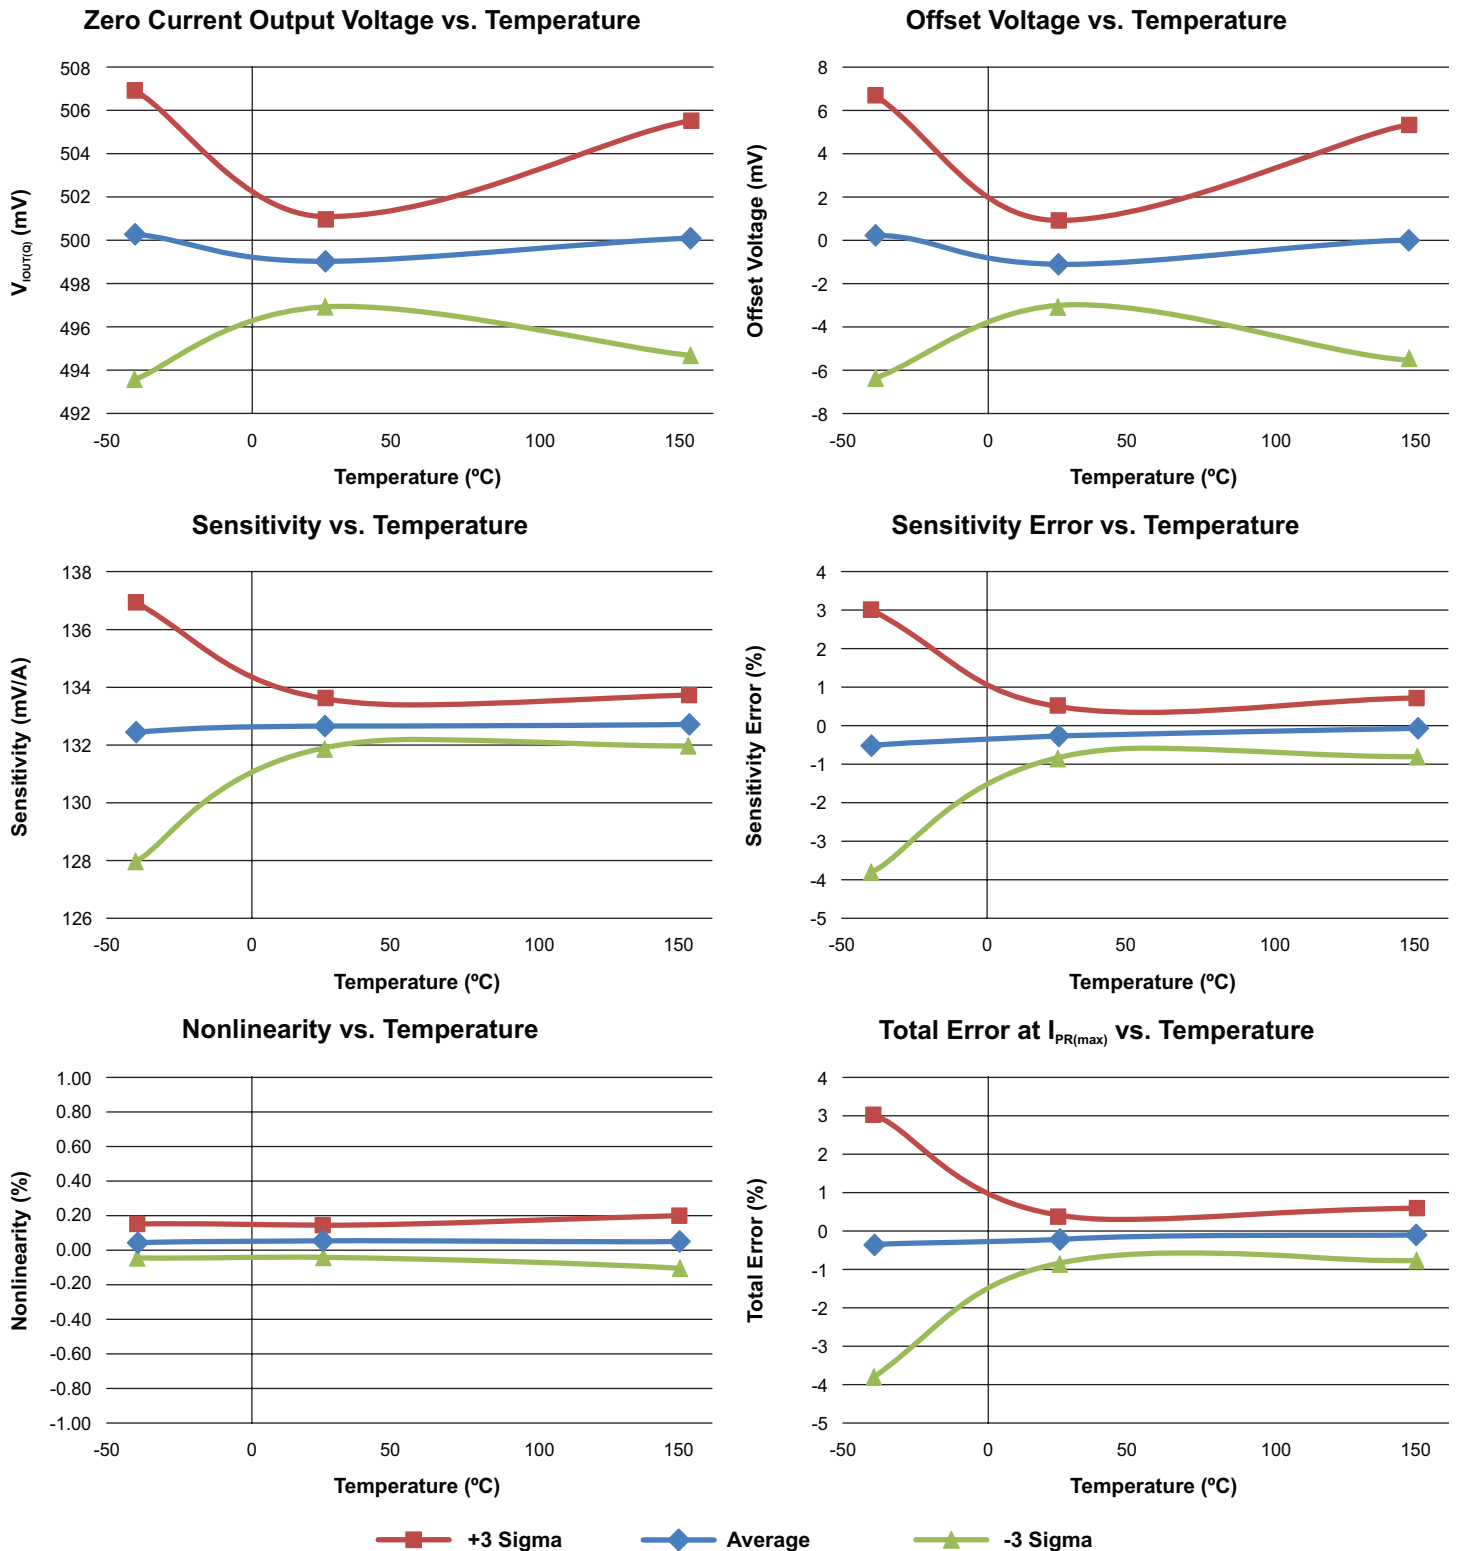 Zero Current Output Voltage vs. Temperature
508
506
504
502
500
498
496
494
492
-50 0 50 100 150
V_IOUT(Q) (mV)
Temperature (ºC)
Offset Voltage vs. Temperature
8
6
4
2
0
-2
-4
-6
-8
-50 0 50 100 150
Offset Voltage (mV)
Temperature (ºC)
Sensitivity vs. Temperature
138
136
134
132
130
128
126
-50 0 50 100 150
Sensitivity (mV/A)
Temperature (ºC)
Sensitivity Error vs. Temperature
4
3
2
1
0
-1
-2
-3
-4
-5
-50 0 50 100 150
Sensitivity Error (%)
Temperature (ºC)
Nonlinearity vs. Temperature
1.00
0.80
0.60
0.40
0.20
0.00
-0.20
-0.40
-0.60
-0.80
-1.00
-50 0 50 100 150
Nonlinearity (%)
Temperature (ºC)
Total Error at I_PR(max) vs. Temperature
4
3
2
1
0
-1
-2
-3
-4
-5
-50 0 50 100 150
Total Error (%)
Temperature (ºC)
+3 Sigma Average -3 Sigma